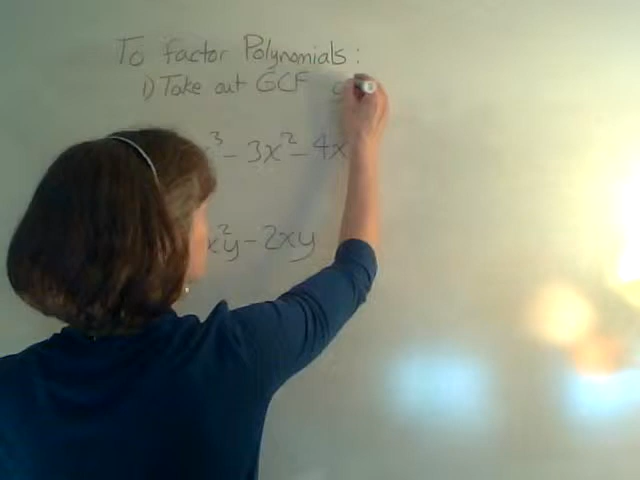 To factor Polynomials:
1) Take out GCF
³ - 3x² - 4x
x²y - 2xy